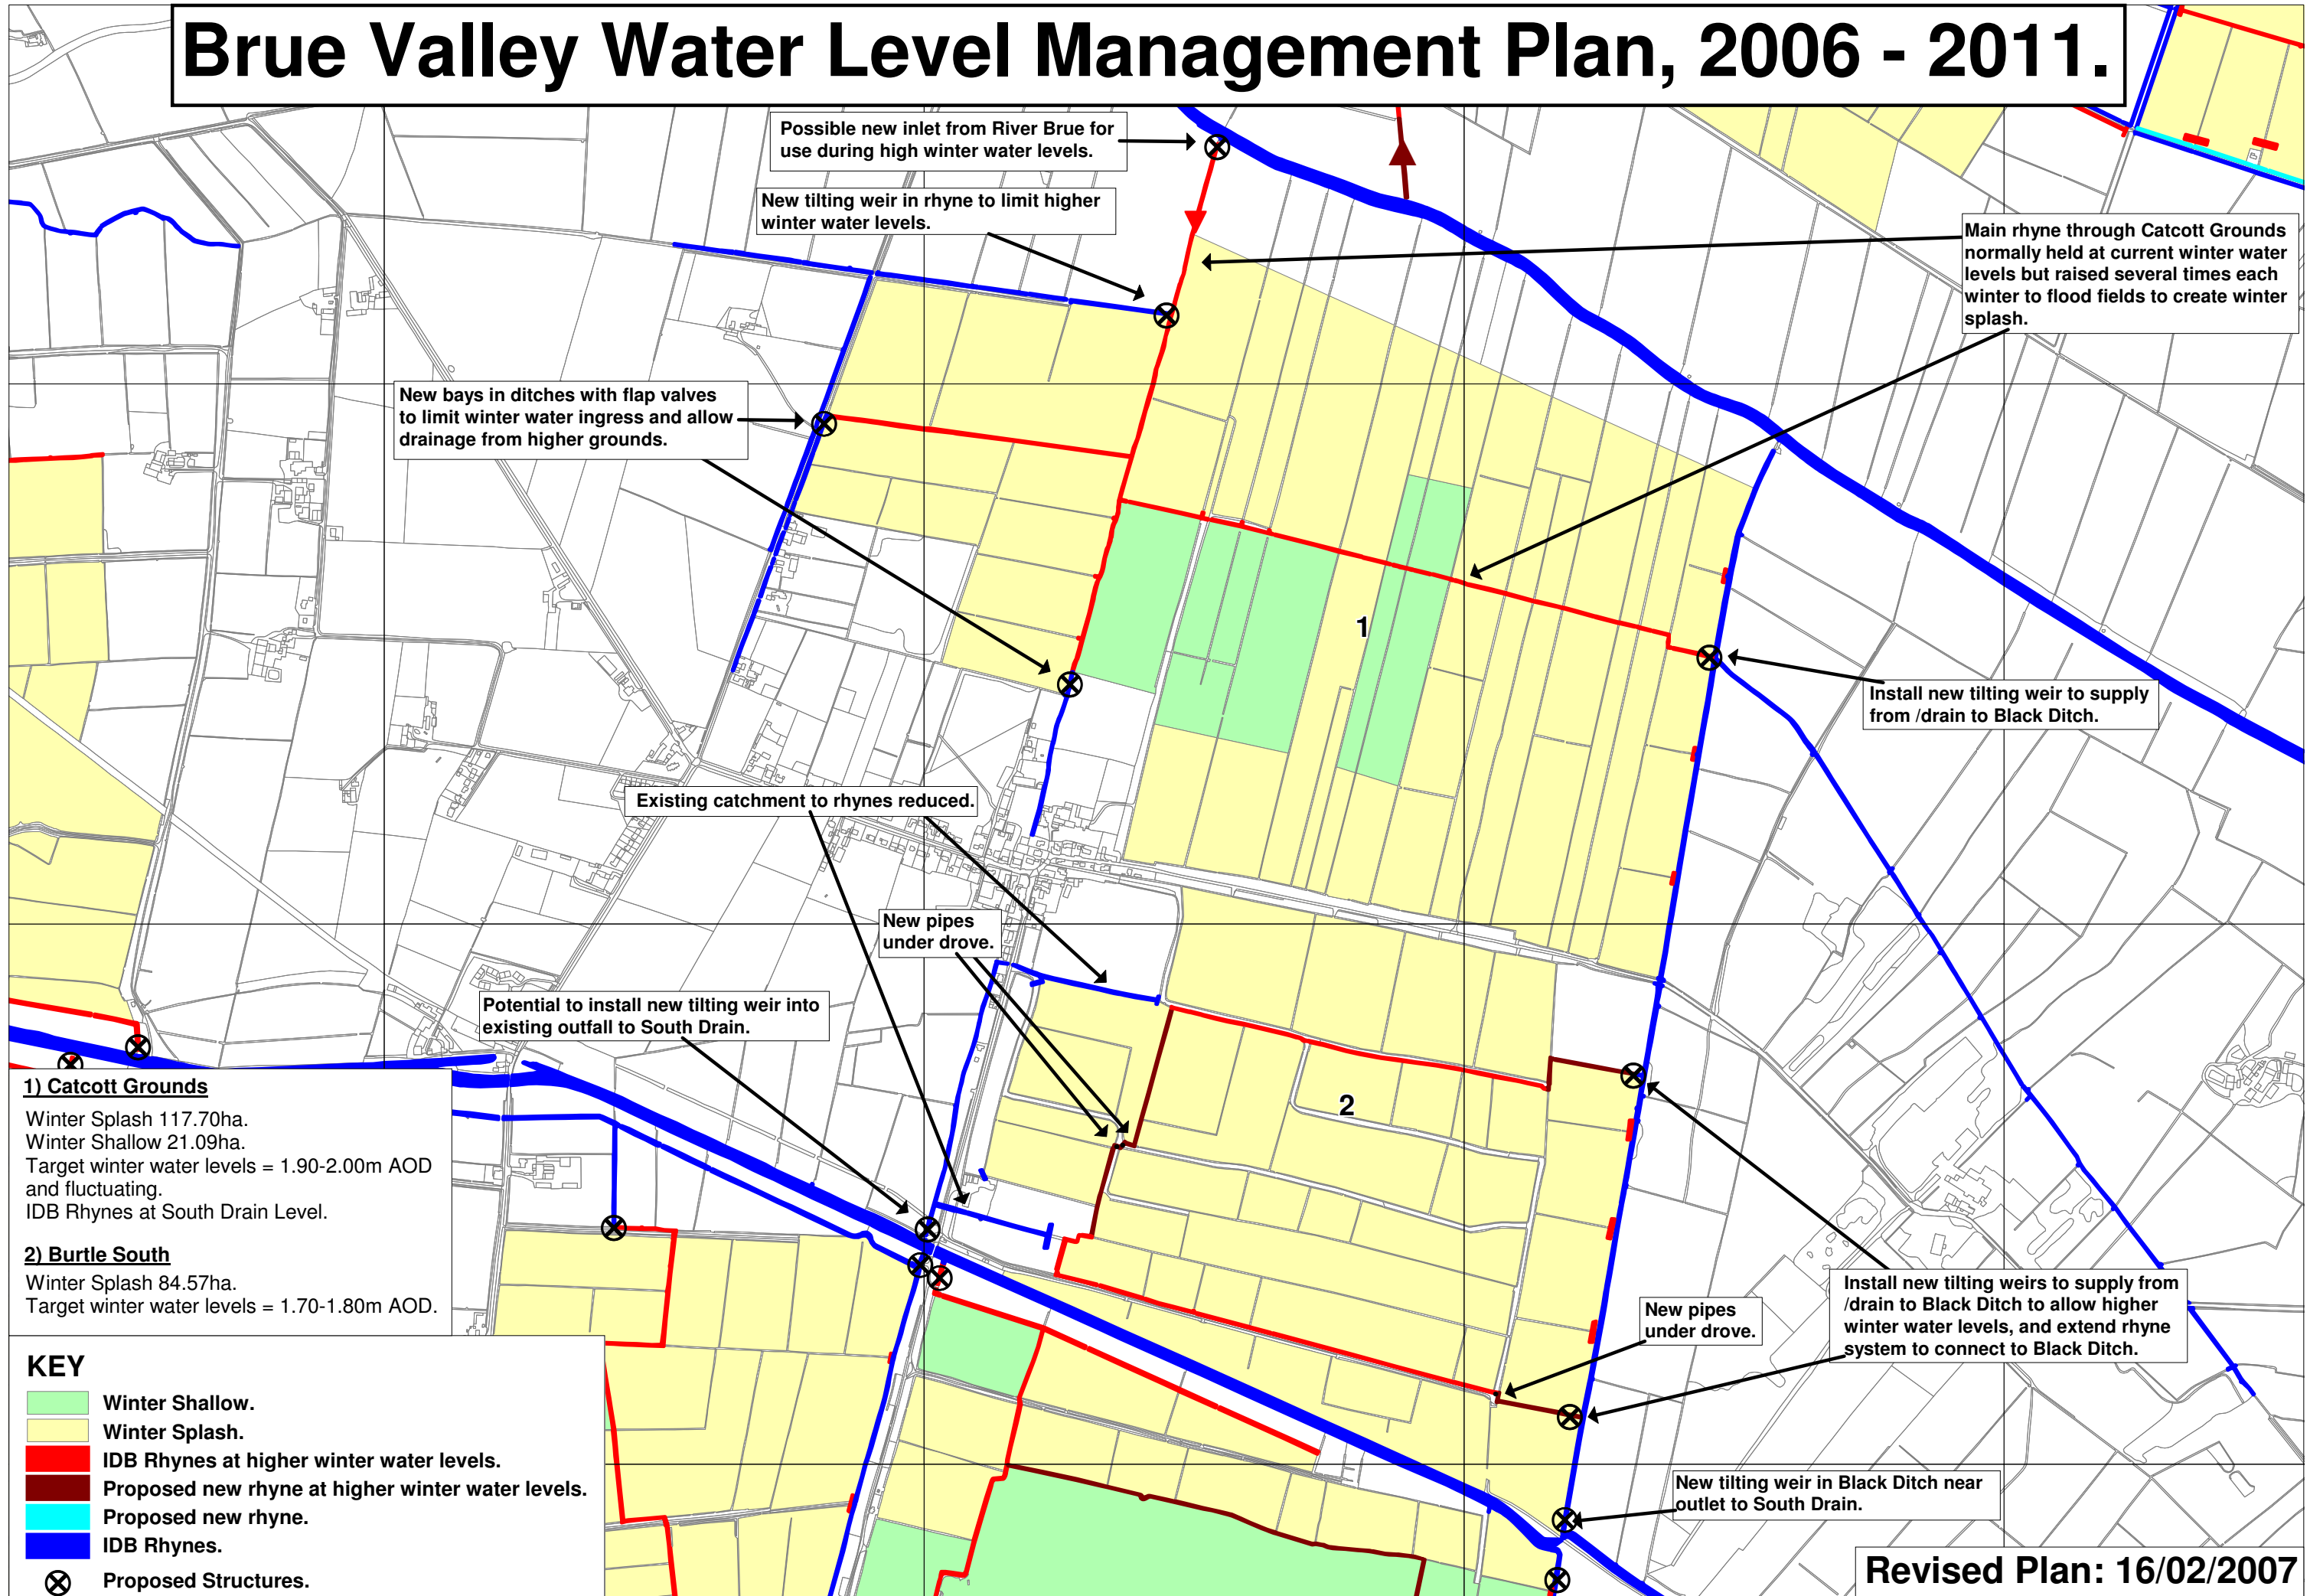 Brue Valley Water Level Management Plan, 2006 - 2011.
Possible new inlet from River Brue for
use during high winter water levels.
New tilting weir in rhyne to limit higher
winter water levels.
Main rhyne through Catcott Grounds
normally held at current winter water
levels but raised several times each
winter to flood fields to create winter
splash.
New bays in ditches with flap valves
to limit winter water ingress and allow
drainage from higher grounds.
1
Install new tilting weir to supply
from /drain to Black Ditch.
Existing catchment to rhynes reduced.
New pipes
under drove.
Potential to install new tilting weir into
existing outfall to South Drain.
2
1) Catcott Grounds
Winter Splash 117.70ha.
Winter Shallow 21.09ha.
Target winter water levels = 1.90-2.00m AOD
and fluctuating.
IDB Rhynes at South Drain Level.
2) Burtle South
Winter Splash 84.57ha.
Target winter water levels = 1.70-1.80m AOD.
Install new tilting weirs to supply from
/drain to Black Ditch to allow higher
winter water levels, and extend rhyne
system to connect to Black Ditch.
New pipes
under drove.
KEY
Winter Shallow.
Winter Splash.
IDB Rhynes at higher winter water levels.
Proposed new rhyne at higher winter water levels.
Proposed new rhyne.
IDB Rhynes.
Proposed Structures.
New tilting weir in Black Ditch near
outlet to South Drain.
Revised Plan: 16/02/2007